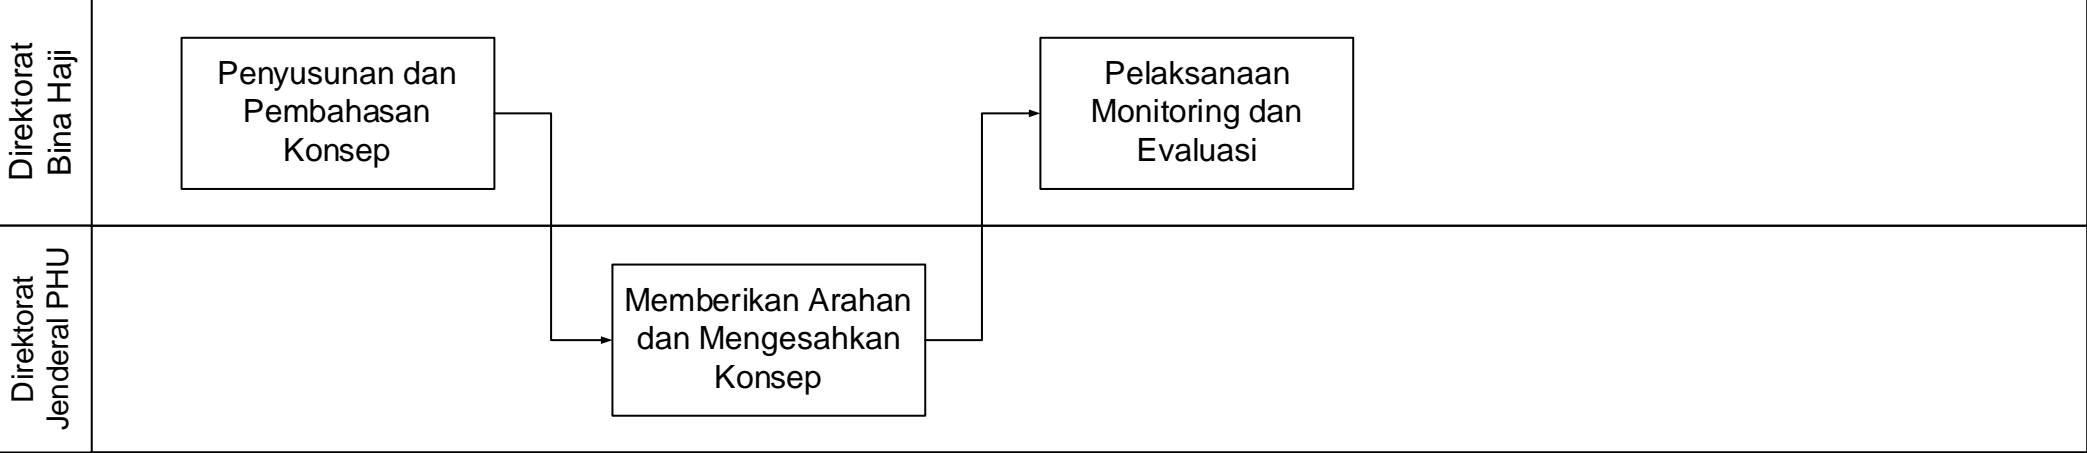 Direktorat
Bina Haji
Penyusunan dan
Pembahasan
Konsep
Pelaksanaan
Monitoring dan
Evaluasi
Direktorat
Jenderal PHU
Memberikan Arahan
dan Mengesahkan
Konsep